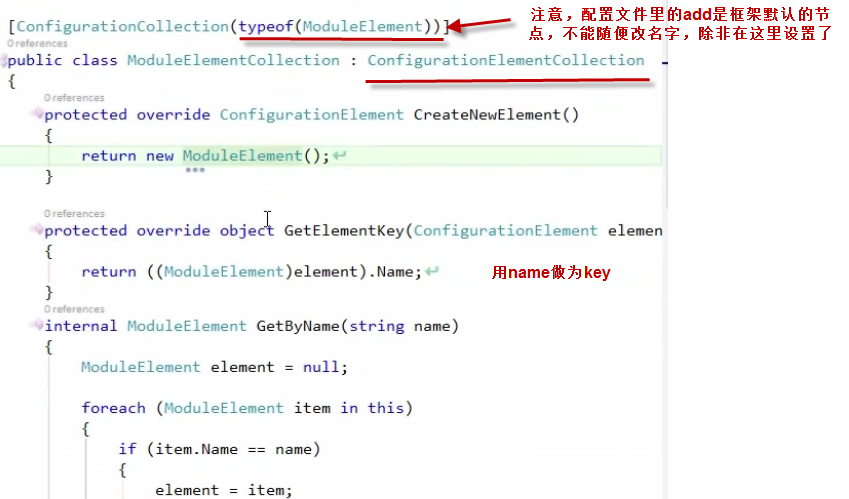 [ConfigurationCollection(typeof(ModuleElement))]
注意，配置文件里的add是框架默认的节
点，不能随便改名字，除非在这里设置了
0 references
public class ModuleElementCollection : ConfigurationElementCollection
{
0 references
protected override ConfigurationElement CreateNewElement()
{
return new ModuleElement();
}
0 references
protected override object GetElementKey(ConfigurationElement elemen
{
return ((ModuleElement)element).Name;
用name做为key
}
0 references
internal ModuleElement GetByName(string name)
{
ModuleElement element = null;
foreach (ModuleElement item in this)
{
if (item.Name == name)
{
element = item;